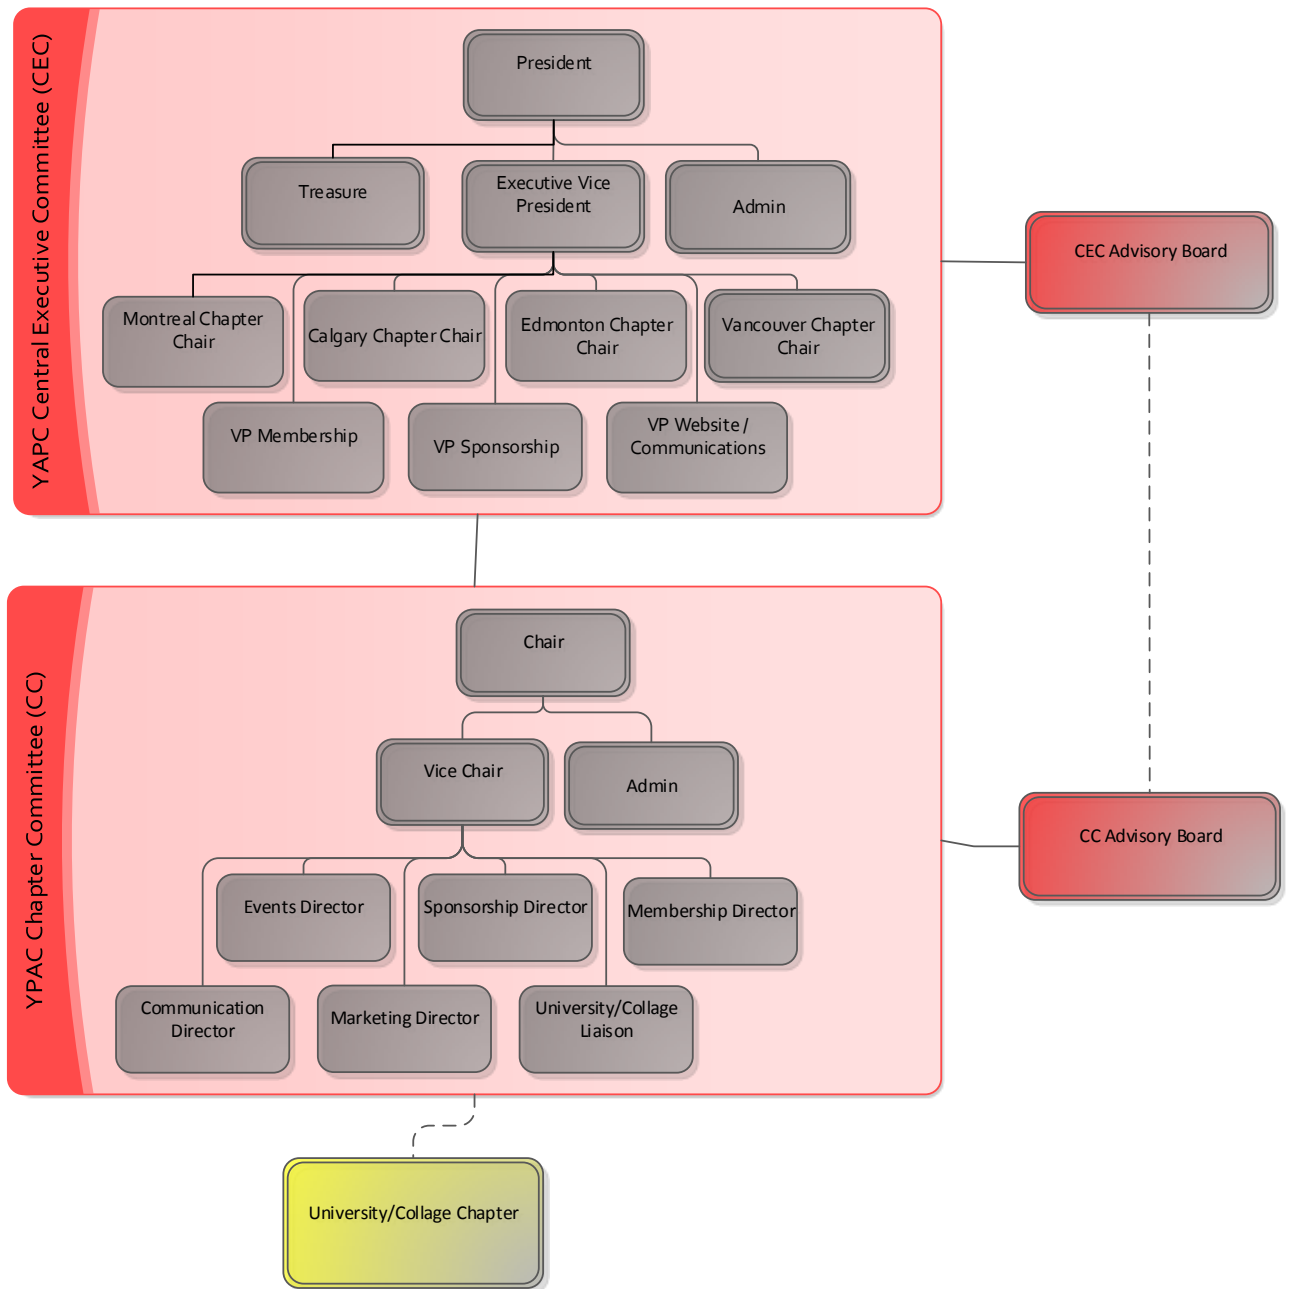 YAPC Central Executive Committee (CEC)
President
Treasure
Executive Vice
President
Admin
Montreal Chapter
Chair
Calgary Chapter Chair
Edmonton Chapter
Chair
Vancouver Chapter
Chair
VP Membership
VP Sponsorship
VP Website /
Communications
CEC Advisory Board
YPAC Chapter Committee (CC)
Chair
Vice Chair
Admin
Events Director
Sponsorship Director
Membership Director
Communication
Director
Marketing Director
University/Collage
Liaison
CC Advisory Board
University/Collage Chapter